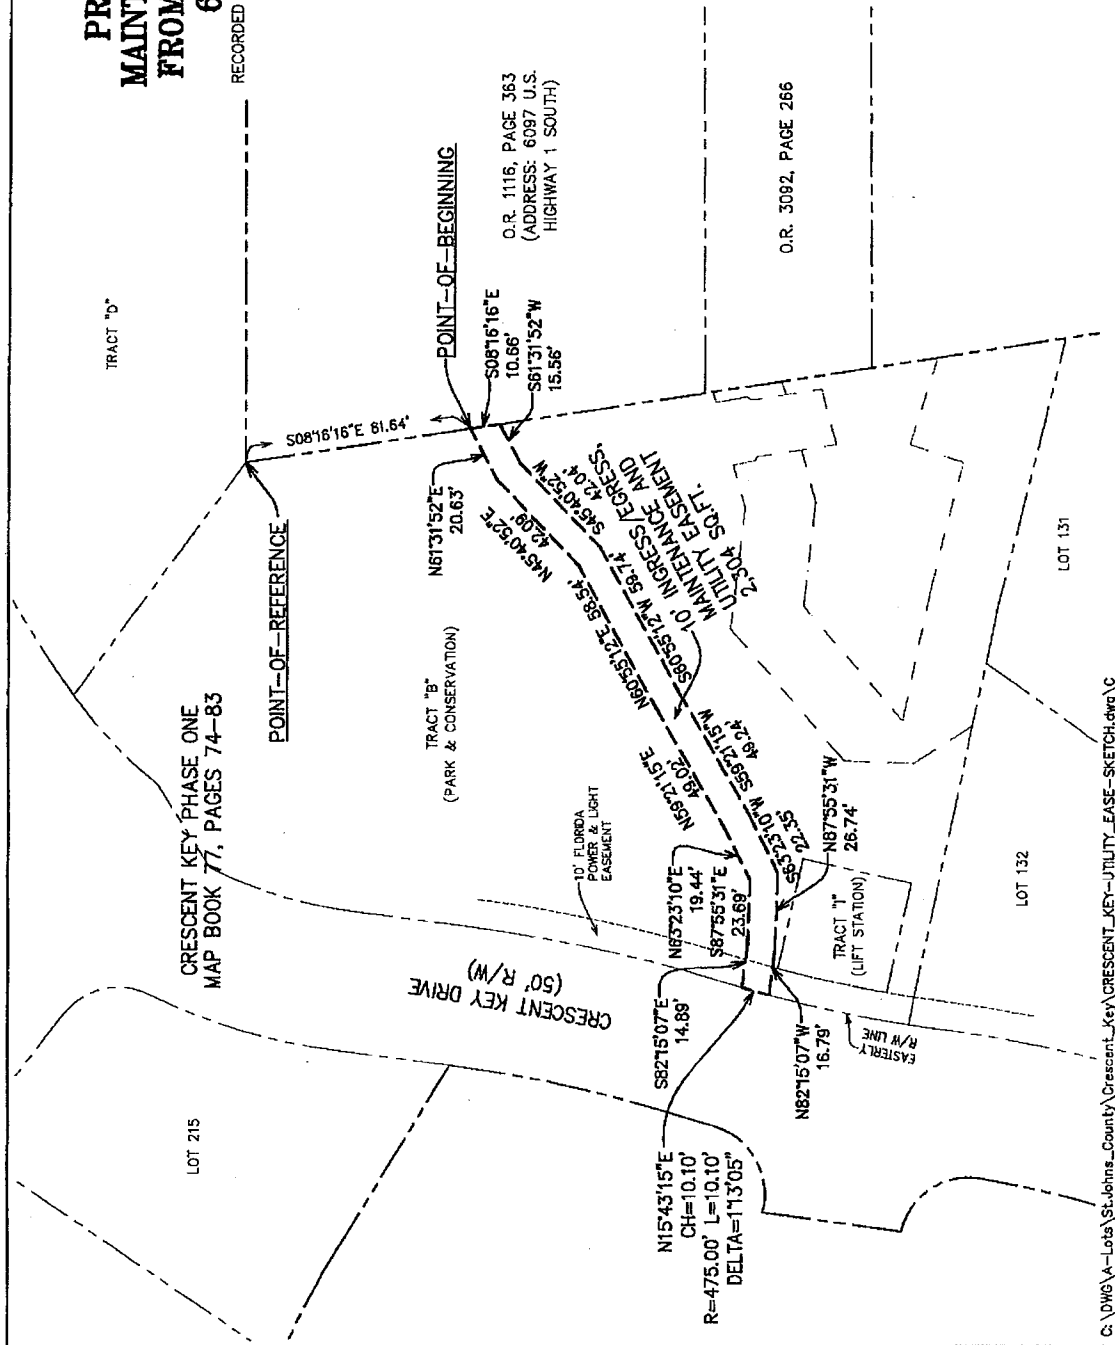 PR
MAINT
FROM
6
RECORDED
TRACT "D"
O.R. 1116, PAGE 363
(ADDRESS: 6097 U.S.
HIGHWAY 1 SOUTH)
O.R. 3092, PAGE 266
POINT-OF-BEGINNING
S08°16'16"E
10.66'
S61°31'52"W
15.56'
S08°16'16"E 81.64'
POINT-OF-REFERENCE
N61°31'52"E
20.63'
N45°40'52"E
42.09'
S45°40'52"W
42.04'
N60°55'12"E 58.54'
S60°55'12"W 59.74'
10' INGRESS/EGRESS,
MAINTENANCE AND
UTILITY EASEMENT
2,304 SQ.FT.
CRESCENT KEY PHASE ONE
MAP BOOK 77, PAGES 74-83
TRACT "B"
(PARK & CONSERVATION)
N59°21'15"E
49.02'
S59°21'15"W
49.24'
10' FLORIDA
POWER & LIGHT
EASEMENT
N63°23'10"E
19.44'
S87°55'31"E
23.69'
S63°23'10"W
22.35'
N87°55'31"W
26.74'
TRACT "I"
(LIFT STATION)
LOT 131
LOT 132
CRESCENT KEY DRIVE
(50' R/W)
S82°15'07"E
14.89'
N82°15'07"W
16.79'
EASTERLY
R/W LINE
LOT 215
N15°43'15"E
CH=10.10'
R=475.00' L=10.10'
DELTA=1°13'05"
C:\DWG\A-Lots\St.Johns_County\Crescent_Key\CRESCENT_KEY-UTILITY_EASE-SKETCH.dwg\C